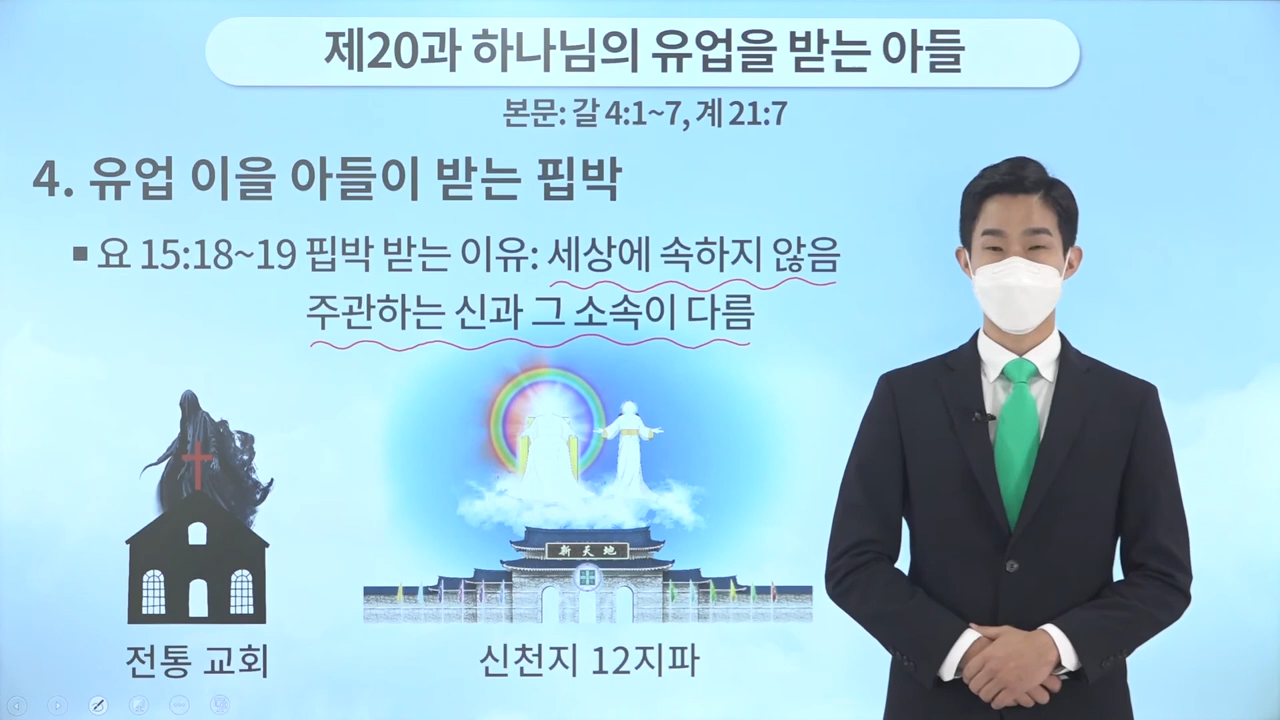 제20과 하나님의 유업을 받는 아들
본문: 갈 4:1~7, 계 21:7
4. 유업 이을 아들이 받는 핍박
▪ 요 15:18~19 핍박 받는 이유: 세상에 속하지 않음
주관하는 신과 그 소속이 다름
新天地
전통 교회
신천지 12지파